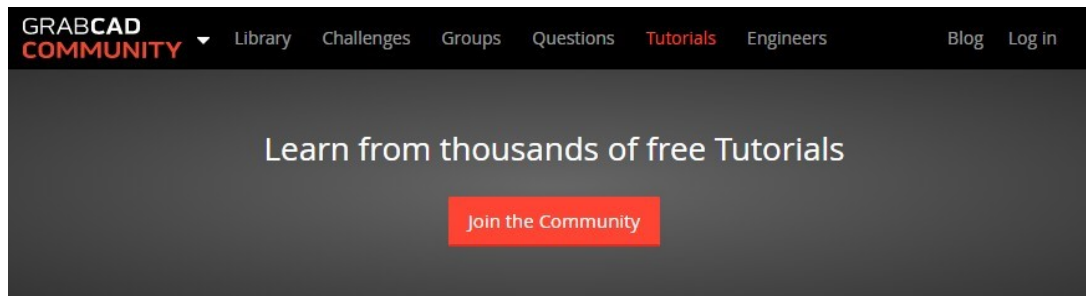 GRABCAD
COMMUNITY
Library Challenges Groups Questions Tutorials Engineers Blog Log in
Learn from thousands of free Tutorials
Join the Community